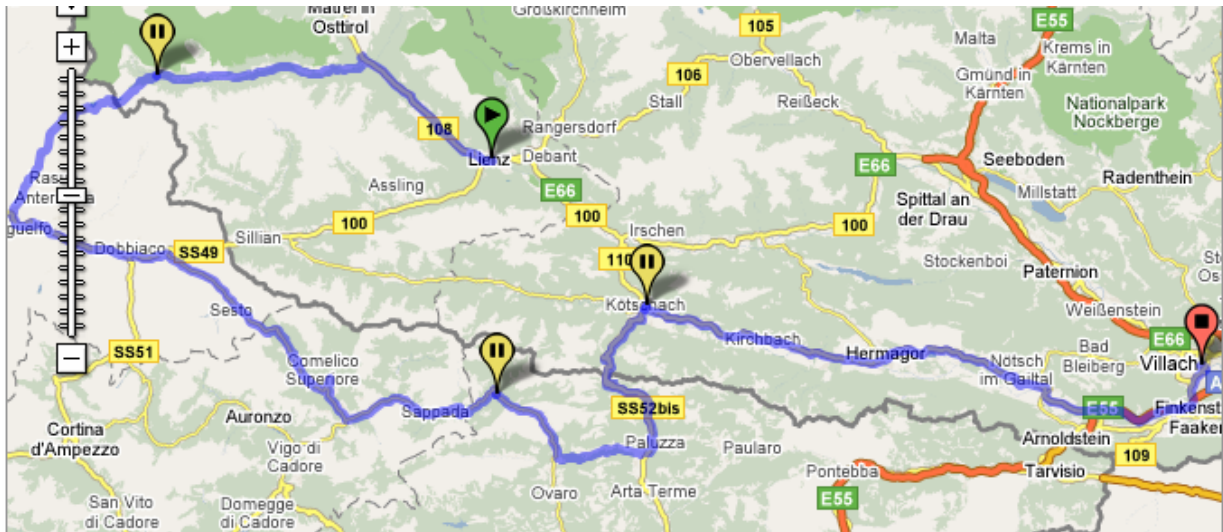 Matrei in
Osttirol
Großkirchheim
105
E55
Malta
Krems in
Kärnten
Obervellach
106
Gmünd in
Kärnten
Stall
Reißeck
Nationalpark
Nockberge
108
Rangersdorf
Lienz
Debant
E66
Seeboden
Radenthein
Assling
E66
Millstatt
Spittal an
der Drau
100
100
Irschen
100
Dobbiaco
SS49
Sillian
110
Stockenboi
Paternion
Kötschach
Weißenstein
Sesto
Kirchbach
E66
SS51
Hermagor
Bad
Bleiberg
Villach
Comelico
Superiore
Nötsch
im Gailtal
A
Auronzo
Sappada
SS52bis
E55
Finkenst
Faaker
Cortina
d'Ampezzo
Vigo di
Cadore
Paluzza
Paularo
Arnoldstein
109
Pontebba
Tarvisio
San Vito
di Cadore
Domegge
di Cadore
Ovaro
Arta Terme
E55